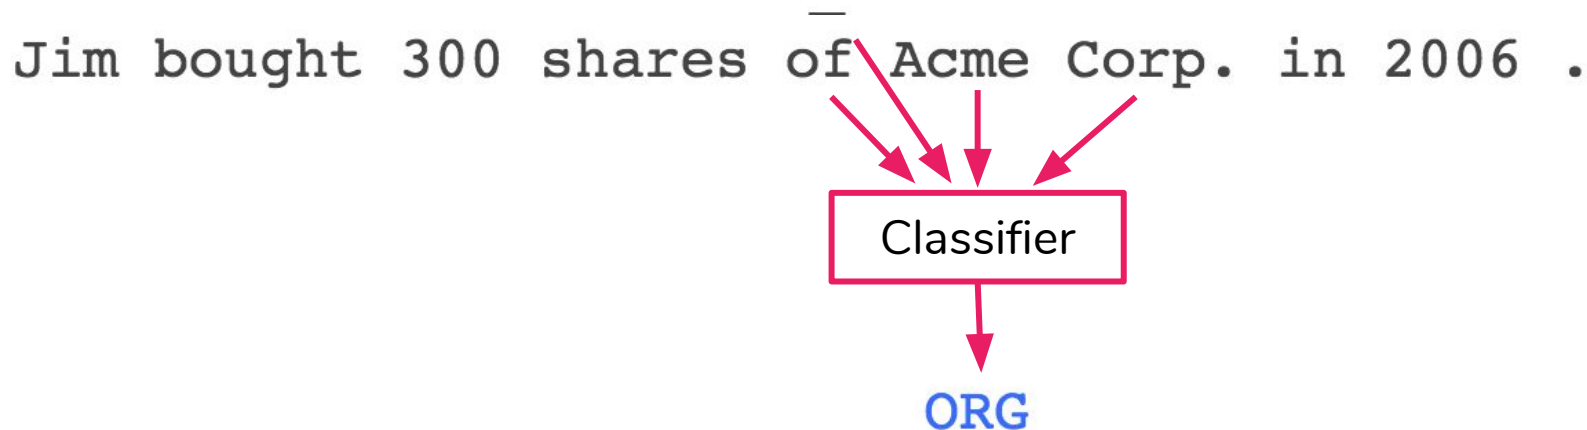 _
Jim bought 300 shares of Acme Corp. in 2006 .
Classifier
ORG